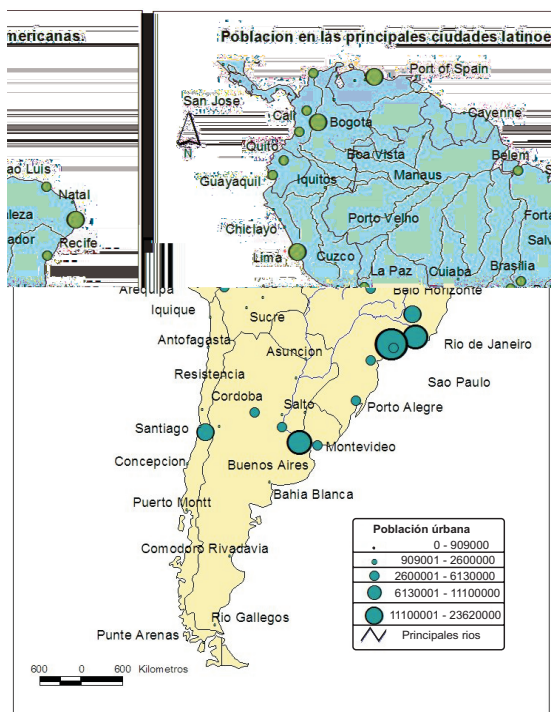 mericanas.
Poblacion en las principales ciudades latinoe
Port of Spain
San Jose
Cali
Bogota
Cayenne
ao Luis
Quito
Boa Vista
Belem
N
Natal
Guayaquil
Iquitos
Manaus
aleza
Porto Velho
Forta
ador
Recife
Chiclayo
Salv
Lima
Cuzco
La Paz
Cuiaba
Brasilia
Arequipa
Belo Horizonte
Iquique
Sucre
Antofagasta
Asuncion
Rio de Janeiro
Resistencia
Sao Paulo
Cordoba
Salto
Porto Alegre
Santiago
Montevideo
Concepcion
Buenos Aires
Bahia Blanca
Puerto Montt
Población úrbana
0 - 909000
Comodoro Rivadavia
909001 - 2600000
2600001 - 6130000
6130001 - 11100000
11100001 - 23620000
Rio Gallegos
Punte Arenas
Principales rios
600 0 600 Kilometros